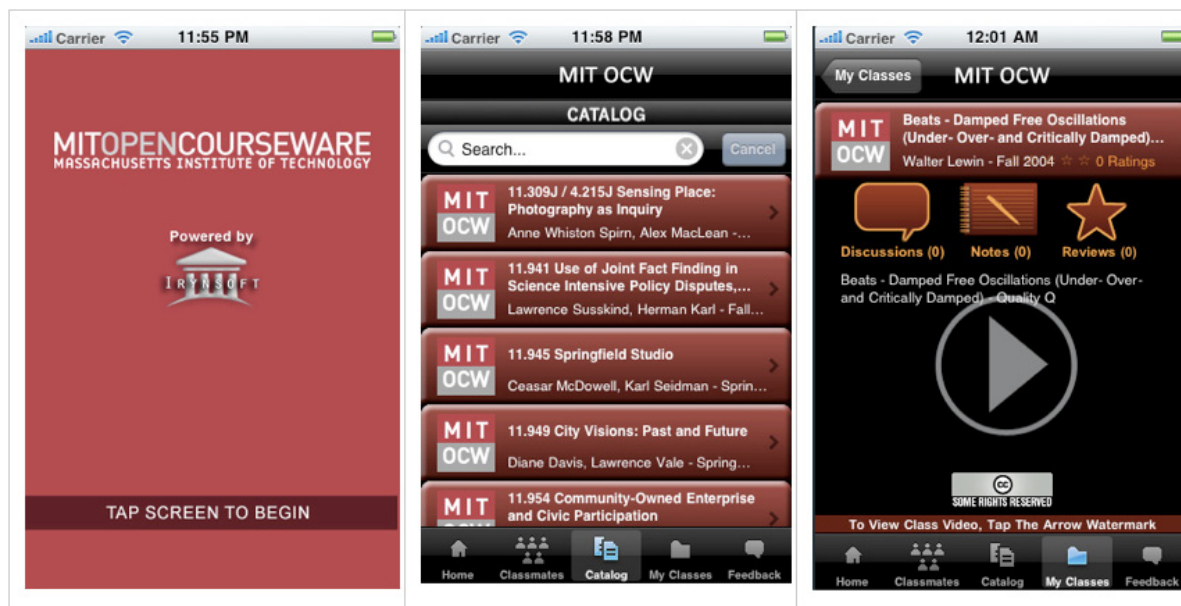 Carrier 11:55 PM
MITOPENCOURSEWARE
MASSACHUSETTS INSTITUTE OF TECHNOLOGY
Powered by
IRYNSOFT
TAP SCREEN TO BEGIN
Carrier 11:58 PM
MIT OCW
CATALOG
Search... Cancel
MIT OCW
11.309J / 4.215J Sensing Place:
Photography as Inquiry
Anne Whiston Spirn, Alex MacLean -...
MIT OCW
11.941 Use of Joint Fact Finding in
Science Intensive Policy Disputes,...
Lawrence Susskind, Herman Karl - Fall...
MIT OCW
11.945 Springfield Studio
Ceasar McDowell, Karl Seidman - Sprin...
MIT OCW
11.949 City Visions: Past and Future
Diane Davis, Lawrence Vale - Spring...
MIT
11.954 Community-Owned Enterprise
and Civic Participation
Home Classmates Catalog My Classes Feedback
Carrier 12:01 AM
My Classes MIT OCW
MIT OCW
Beats - Damped Free Oscillations
(Under- Over- and Critically Damped)...
Walter Lewin - Fall 2004 ☆ ☆ 0 Ratings
Discussions (0) Notes (0) Reviews (0)
Beats - Damped Free Oscillations (Under- Over-
and Critically Damped) - Quality Q
cc
SOME RIGHTS RESERVED
To View Class Video, Tap The Arrow Watermark
Home Classmates Catalog My Classes Feedback